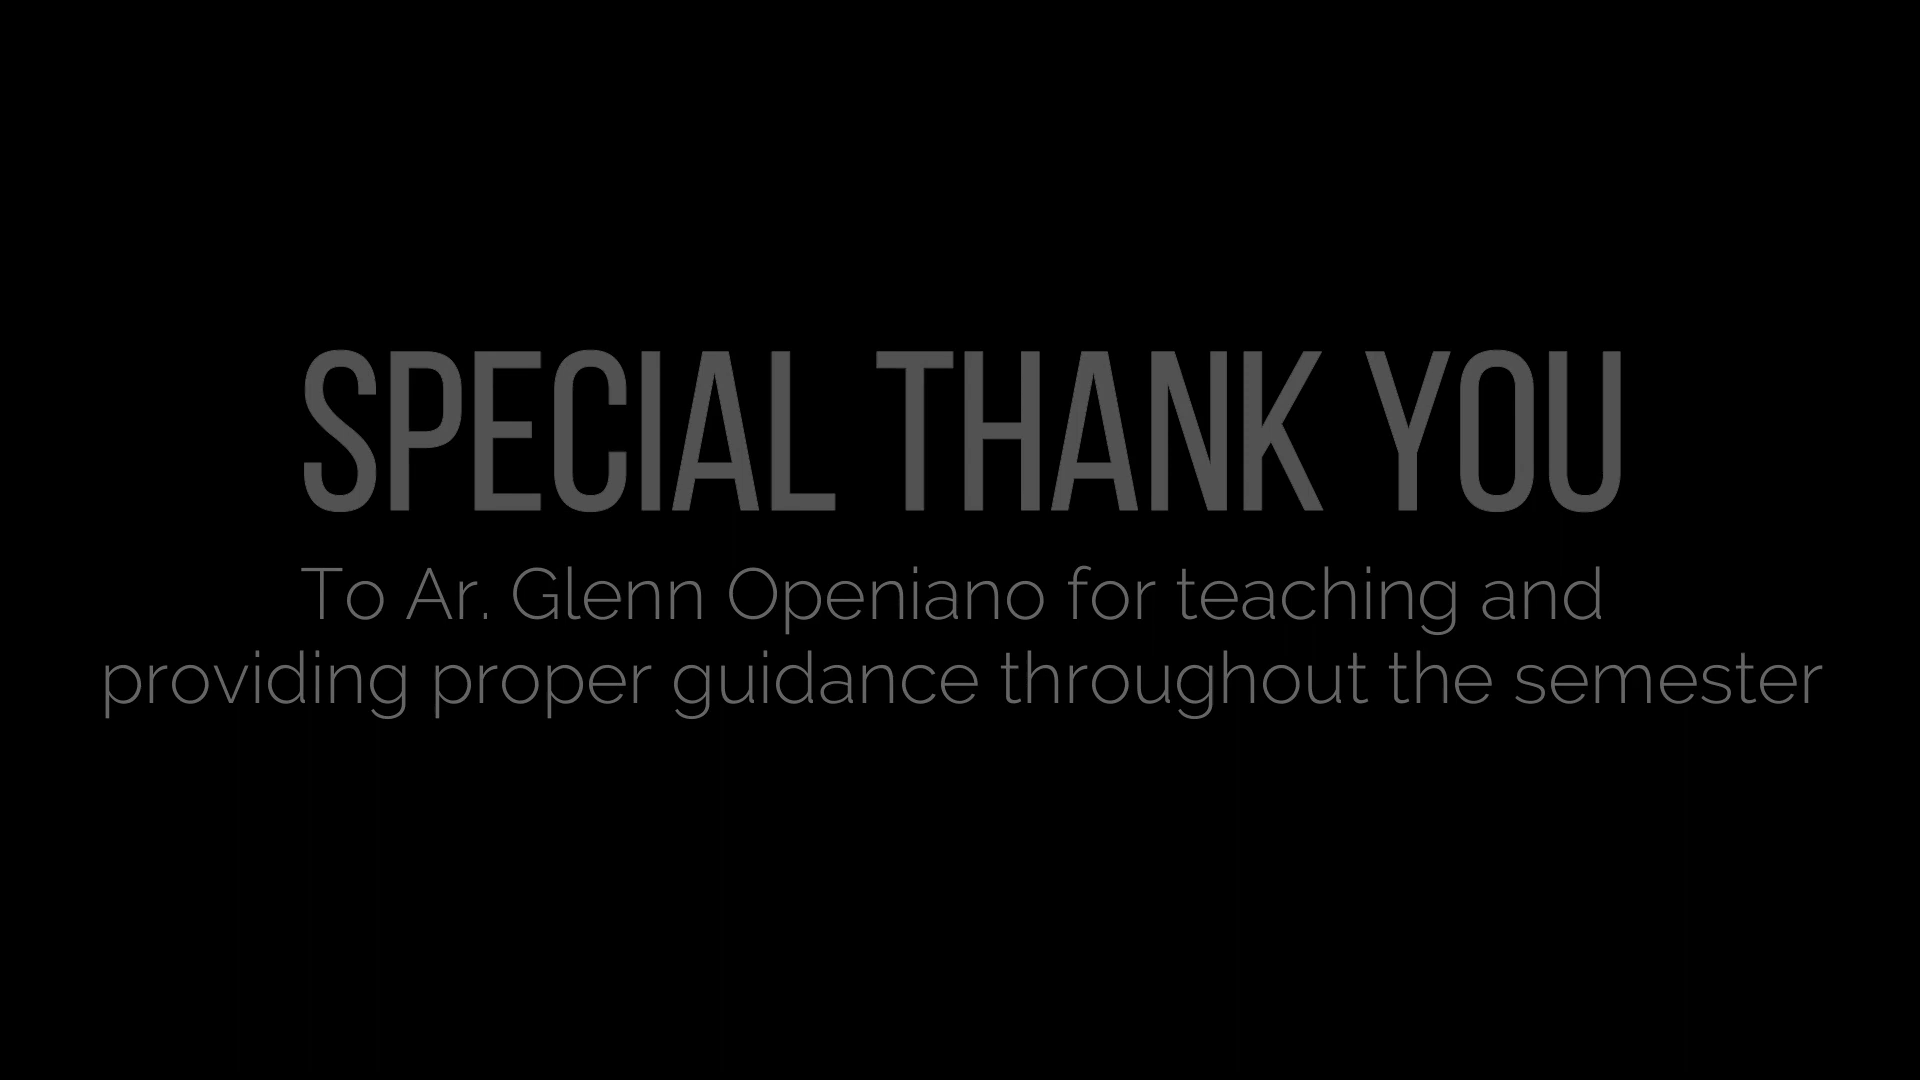 SPECIAL THANK YOU
To Ar. Glenn Openiano for teaching and
providing proper guidance throughout the semester